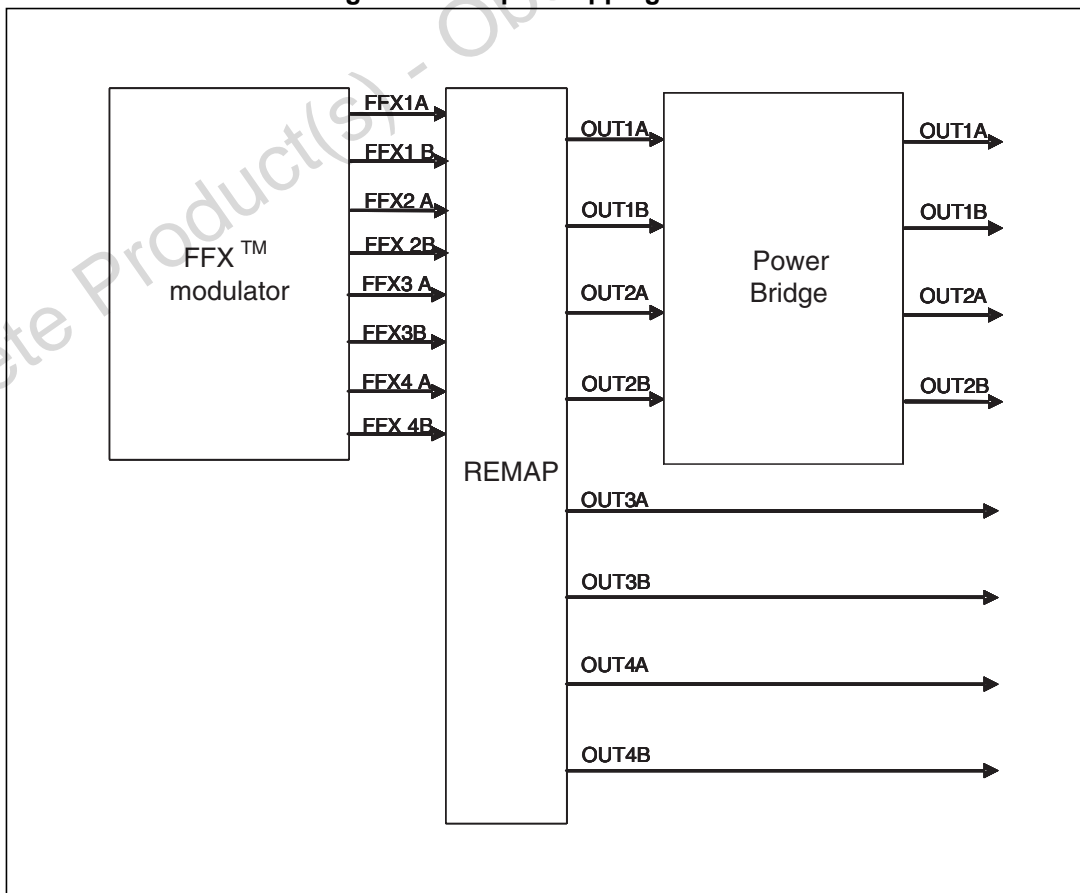 FFX1A
FFX1 B
FFX2 A
FFX 2B
FFX3 A
FFX3B
FFX4 A
FFX 4B
FFX TM
modulator
REMAP
OUT1A
OUT1B
OUT2A
OUT2B
OUT3A
OUT3B
OUT4A
OUT4B
Power
Bridge
OUT1A
OUT1B
OUT2A
OUT2B
Product(s) -